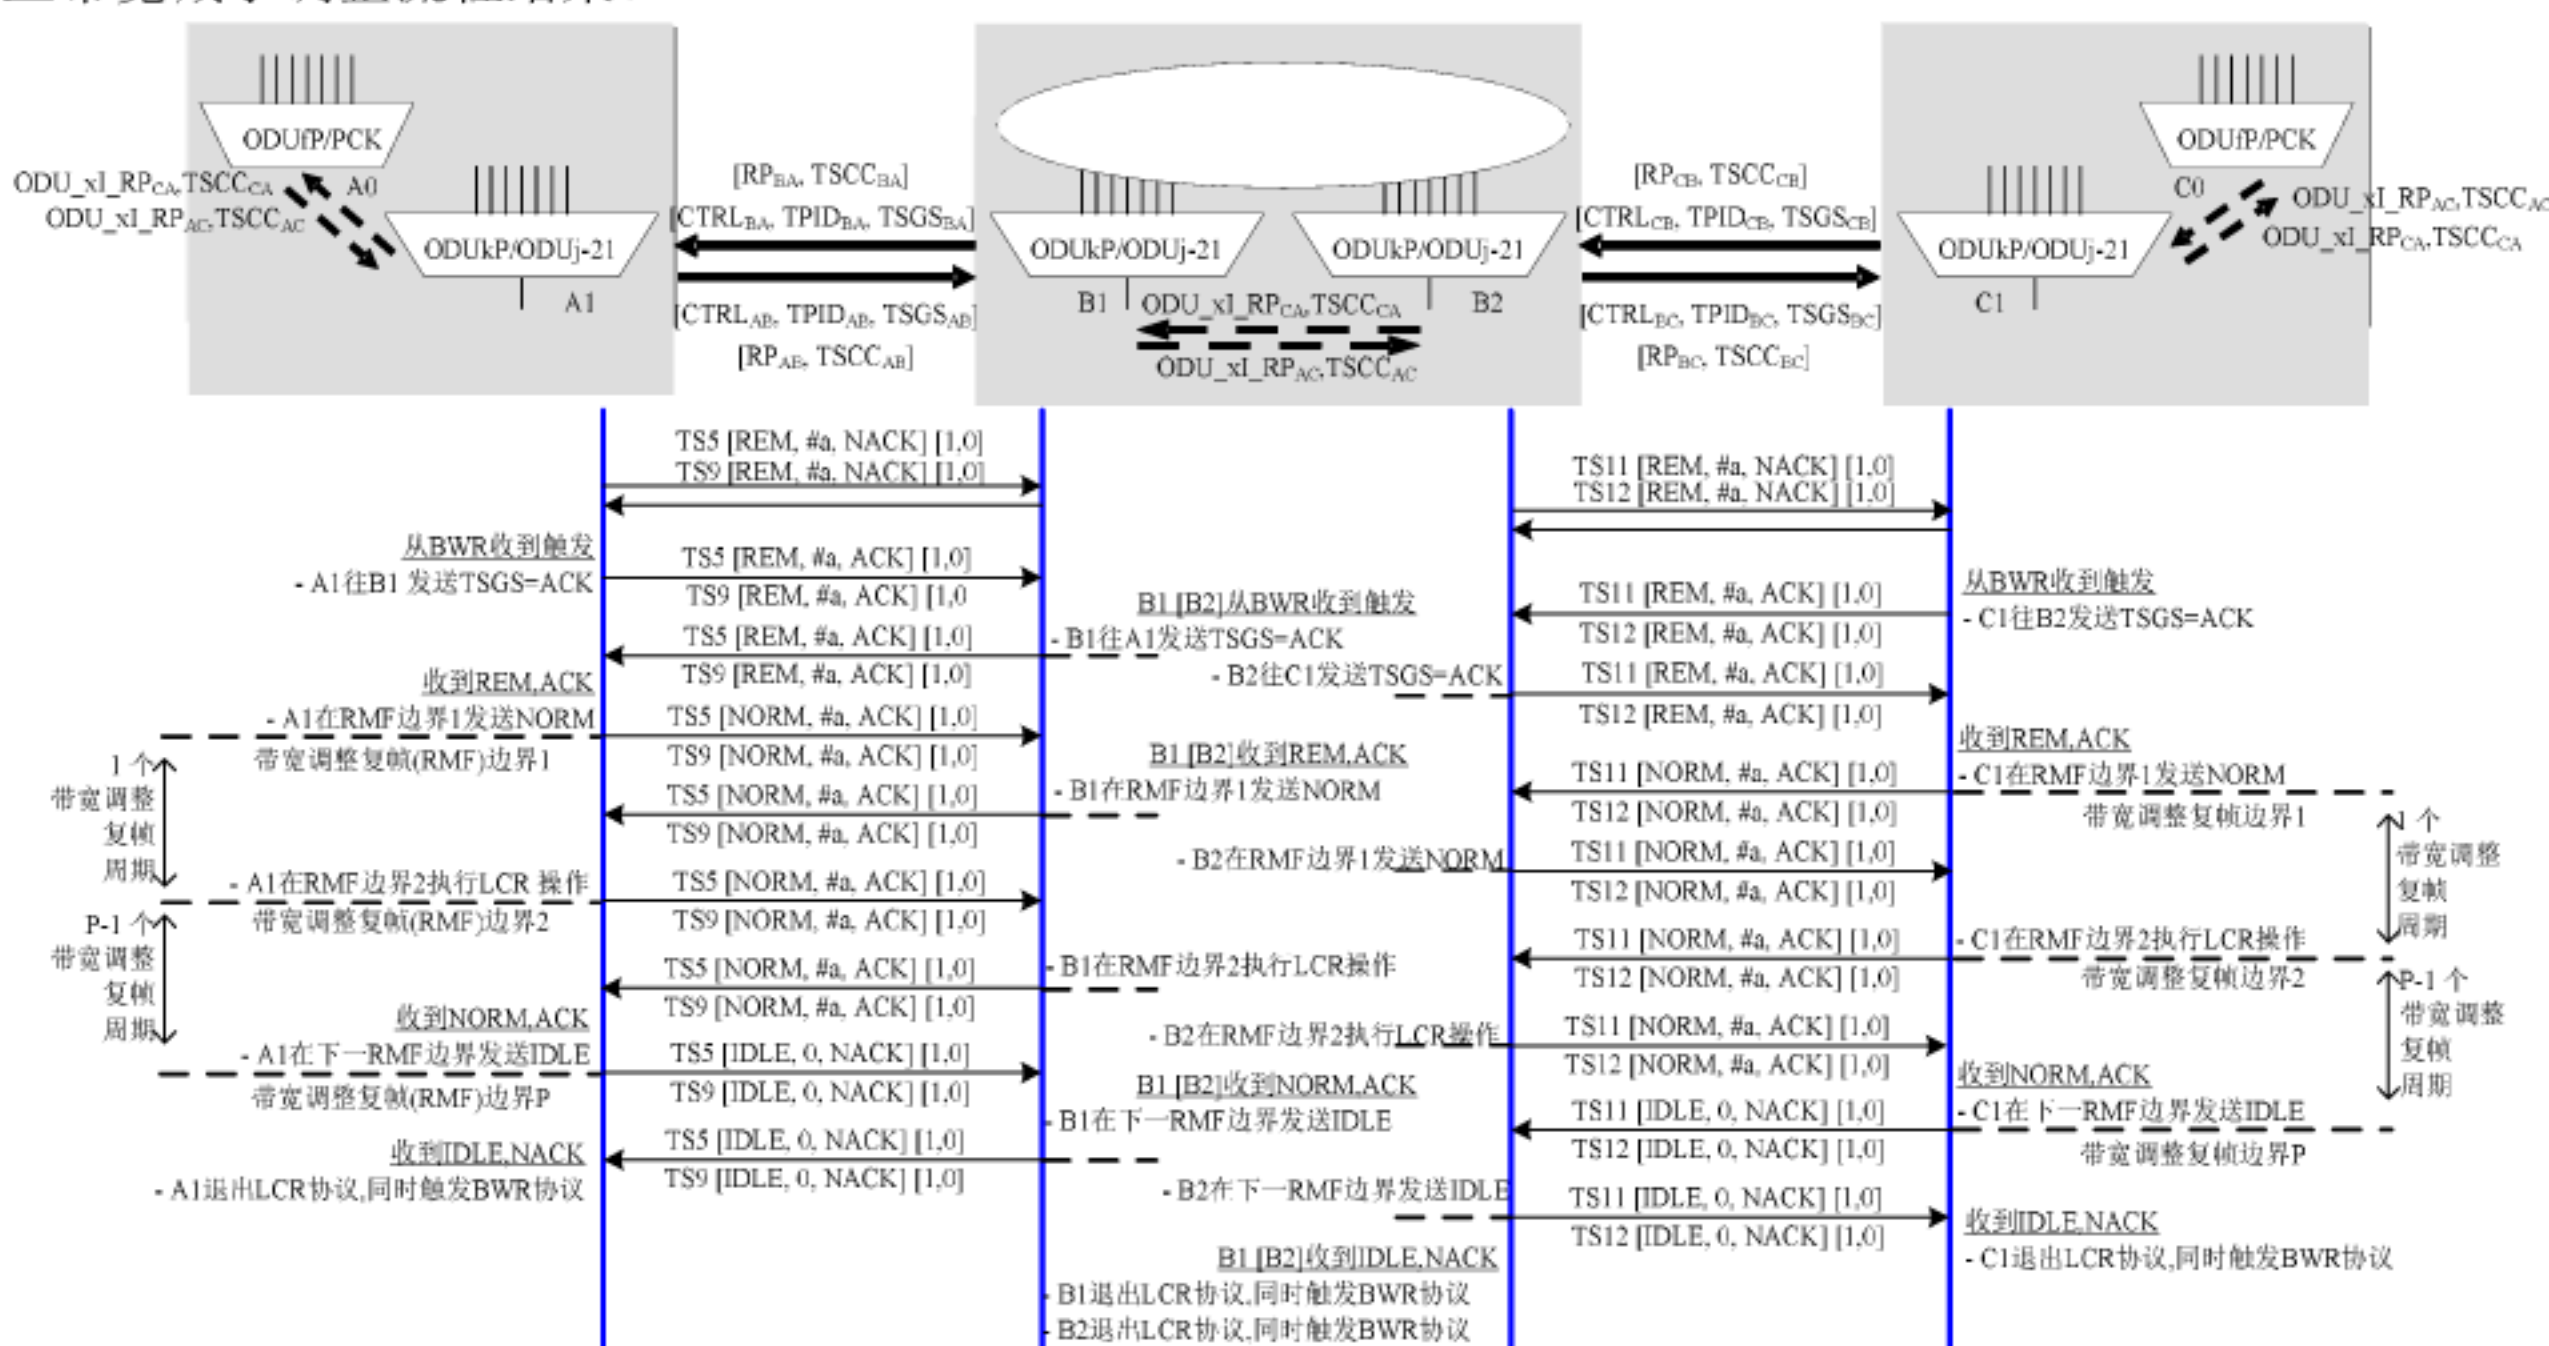 ODUfP/PCK
ODUfP/PCK
ODU_xI_RPCA,TSCCCA
A0
ODU_xI_RPAC,TSCCAC
[RPBA, TSCCBA]
[RPCB, TSCCCB]
C0
ODU_xI_RPAC,TSCCAC
ODU_xI_RPCA,TSCCCA
[CTRLBA, TPIDBA, TSGSBA]
[CTRLCB, TPIDCB, TSGSCB]
ODUkP/ODUj-21
ODUkP/ODUj-21
ODUkP/ODUj-21
ODUkP/ODUj-21
A1
B1
ODU_xI_RPCA,TSCCCA
B2
C1
[CTRLAB, TPIDAB, TSGSAB]
[CTRLBC, TPIDBC, TSGSBC]
[RPAB, TSCCAB]
ODU_xI_RPAC,TSCCAC
[RPBC, TSCCBC]
TS5 [REM, #a, NACK] [1,0]
TS9 [REM, #a, NACK] [1,0]
TS11 [REM, #a, NACK] [1,0]
TS12 [REM, #a, NACK] [1,0]
从BWR收到触发
- A1往B1 发送TSGS=ACK
TS5 [REM, #a, ACK] [1,0]
TS9 [REM, #a, ACK] [1,0
B1 [B2]从BWR收到触发
TS11 [REM, #a, ACK] [1,0]
TS12 [REM, #a, ACK] [1,0]
从BWR收到触发
- C1往B2发送TSGS=ACK
TS5 [REM, #a, ACK] [1,0]
TS9 [REM, #a, ACK] [1,0]
- B1往A1发送TSGS=ACK
- B2往C1发送TSGS=ACK
TS11 [REM, #a, ACK] [1,0]
TS12 [REM, #a, ACK] [1,0]
收到REM,ACK
- A1在RMF边界1发送NORM
带宽调整复帧(RMF)边界1
TS5 [NORM, #a, ACK] [1,0]
TS9 [NORM, #a, ACK] [1,0]
B1 [B2]收到REM,ACK
收到REM,ACK
- C1在RMF边界1发送NORM
带宽调整复帧边界1
TS11 [NORM, #a, ACK] [1,0]
TS12 [NORM, #a, ACK] [1,0]
1 个
带宽调整
复帧
周期
TS5 [NORM, #a, ACK] [1,0]
TS9 [NORM, #a, ACK] [1,0]
- B1在RMF边界1发送NORM
- B2在RMF边界1发送NORM
TS11 [NORM, #a, ACK] [1,0]
TS12 [NORM, #a, ACK] [1,0]
1 个
带宽调整
复帧
周期
- A1在RMF边界2执行LCR 操作
带宽调整复帧(RMF)边界2
TS5 [NORM, #a, ACK] [1,0]
TS9 [NORM, #a, ACK] [1,0]
TS11 [NORM, #a, ACK] [1,0]
TS12 [NORM, #a, ACK] [1,0]
- C1在RMF边界2执行LCR操作
带宽调整复帧边界2
P-1 个
带宽调整
复帧
周期
TS5 [NORM, #a, ACK] [1,0]
TS9 [NORM, #a, ACK] [1,0]
- B1在RMF边界2执行LCR操作
- B2在RMF边界2执行LCR操作
TS11 [NORM, #a, ACK] [1,0]
TS12 [NORM, #a, ACK] [1,0]
P-1 个
带宽调整
复帧
周期
收到NORM,ACK
- A1在下一RMF边界发送IDLE
带宽调整复帧(RMF)边界P
TS5 [IDLE, 0, NACK] [1,0]
TS9 [IDLE, 0, NACK] [1,0]
B1 [B2]收到NORM,ACK
- B1在下一RMF边界发送IDLE
TS11 [IDLE, 0, NACK] [1,0]
TS12 [IDLE, 0, NACK] [1,0]
收到NORM,ACK
- C1在下一RMF边界发送IDLE
带宽调整复帧边界P
收到IDLE,NACK
- A1退出LCR协议,同时触发BWR协议
TS5 [IDLE, 0, NACK] [1,0]
TS9 [IDLE, 0, NACK] [1,0]
- B2在下一RMF边界发送IDLE
TS11 [IDLE, 0, NACK] [1,0]
TS12 [IDLE, 0, NACK] [1,0]
收到IDLE,NACK
- C1退出LCR协议,同时触发BWR协议
B1 [B2]收到IDLE,NACK
- B1退出LCR协议,同时触发BWR协议
- B2退出LCR协议,同时触发BWR协议